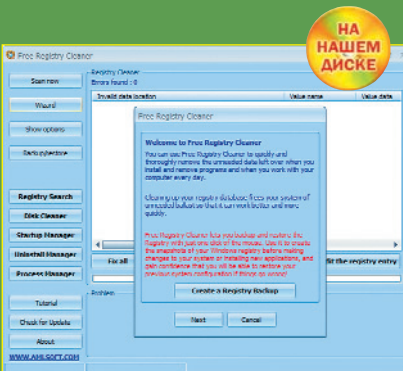 НА
НАШЕМ
ДИСКЕ
Free Registry Cleaner
Scan now
Wizard
Show options
Backup/restore
Registry Search
Disk Cleaner
Startup Manager
Uninstall Manager
Process Manager
Tutorial
Check for Update
About
WWW.AMLSOFT.COM
Registry Cleaner
Errors found : 0
Invalid data location Value name Value data
Fix all
fit the registry entry
Problem
Free Registry Cleaner
Welcome to Free Registry Cleaner
You can use Free Registry Cleaner to quickly and
thoroughly remove the unneeded data left over when you
install and remove programs and when you work with your
computer every day.
Cleaning up your registry database frees your system of
unneeded ballast so that it can work better and more
quickly.
Free Registry Cleaner lets you backup and restore the
Registry with just one click of the mouse. Use it to create
the snapshots of your Windows registry before making
changes to your system or installing new applications, and
gain confidence that you will be able to restore your
previous system configuration if things go wrong!
Create a Registry Backup
Next
Cancel